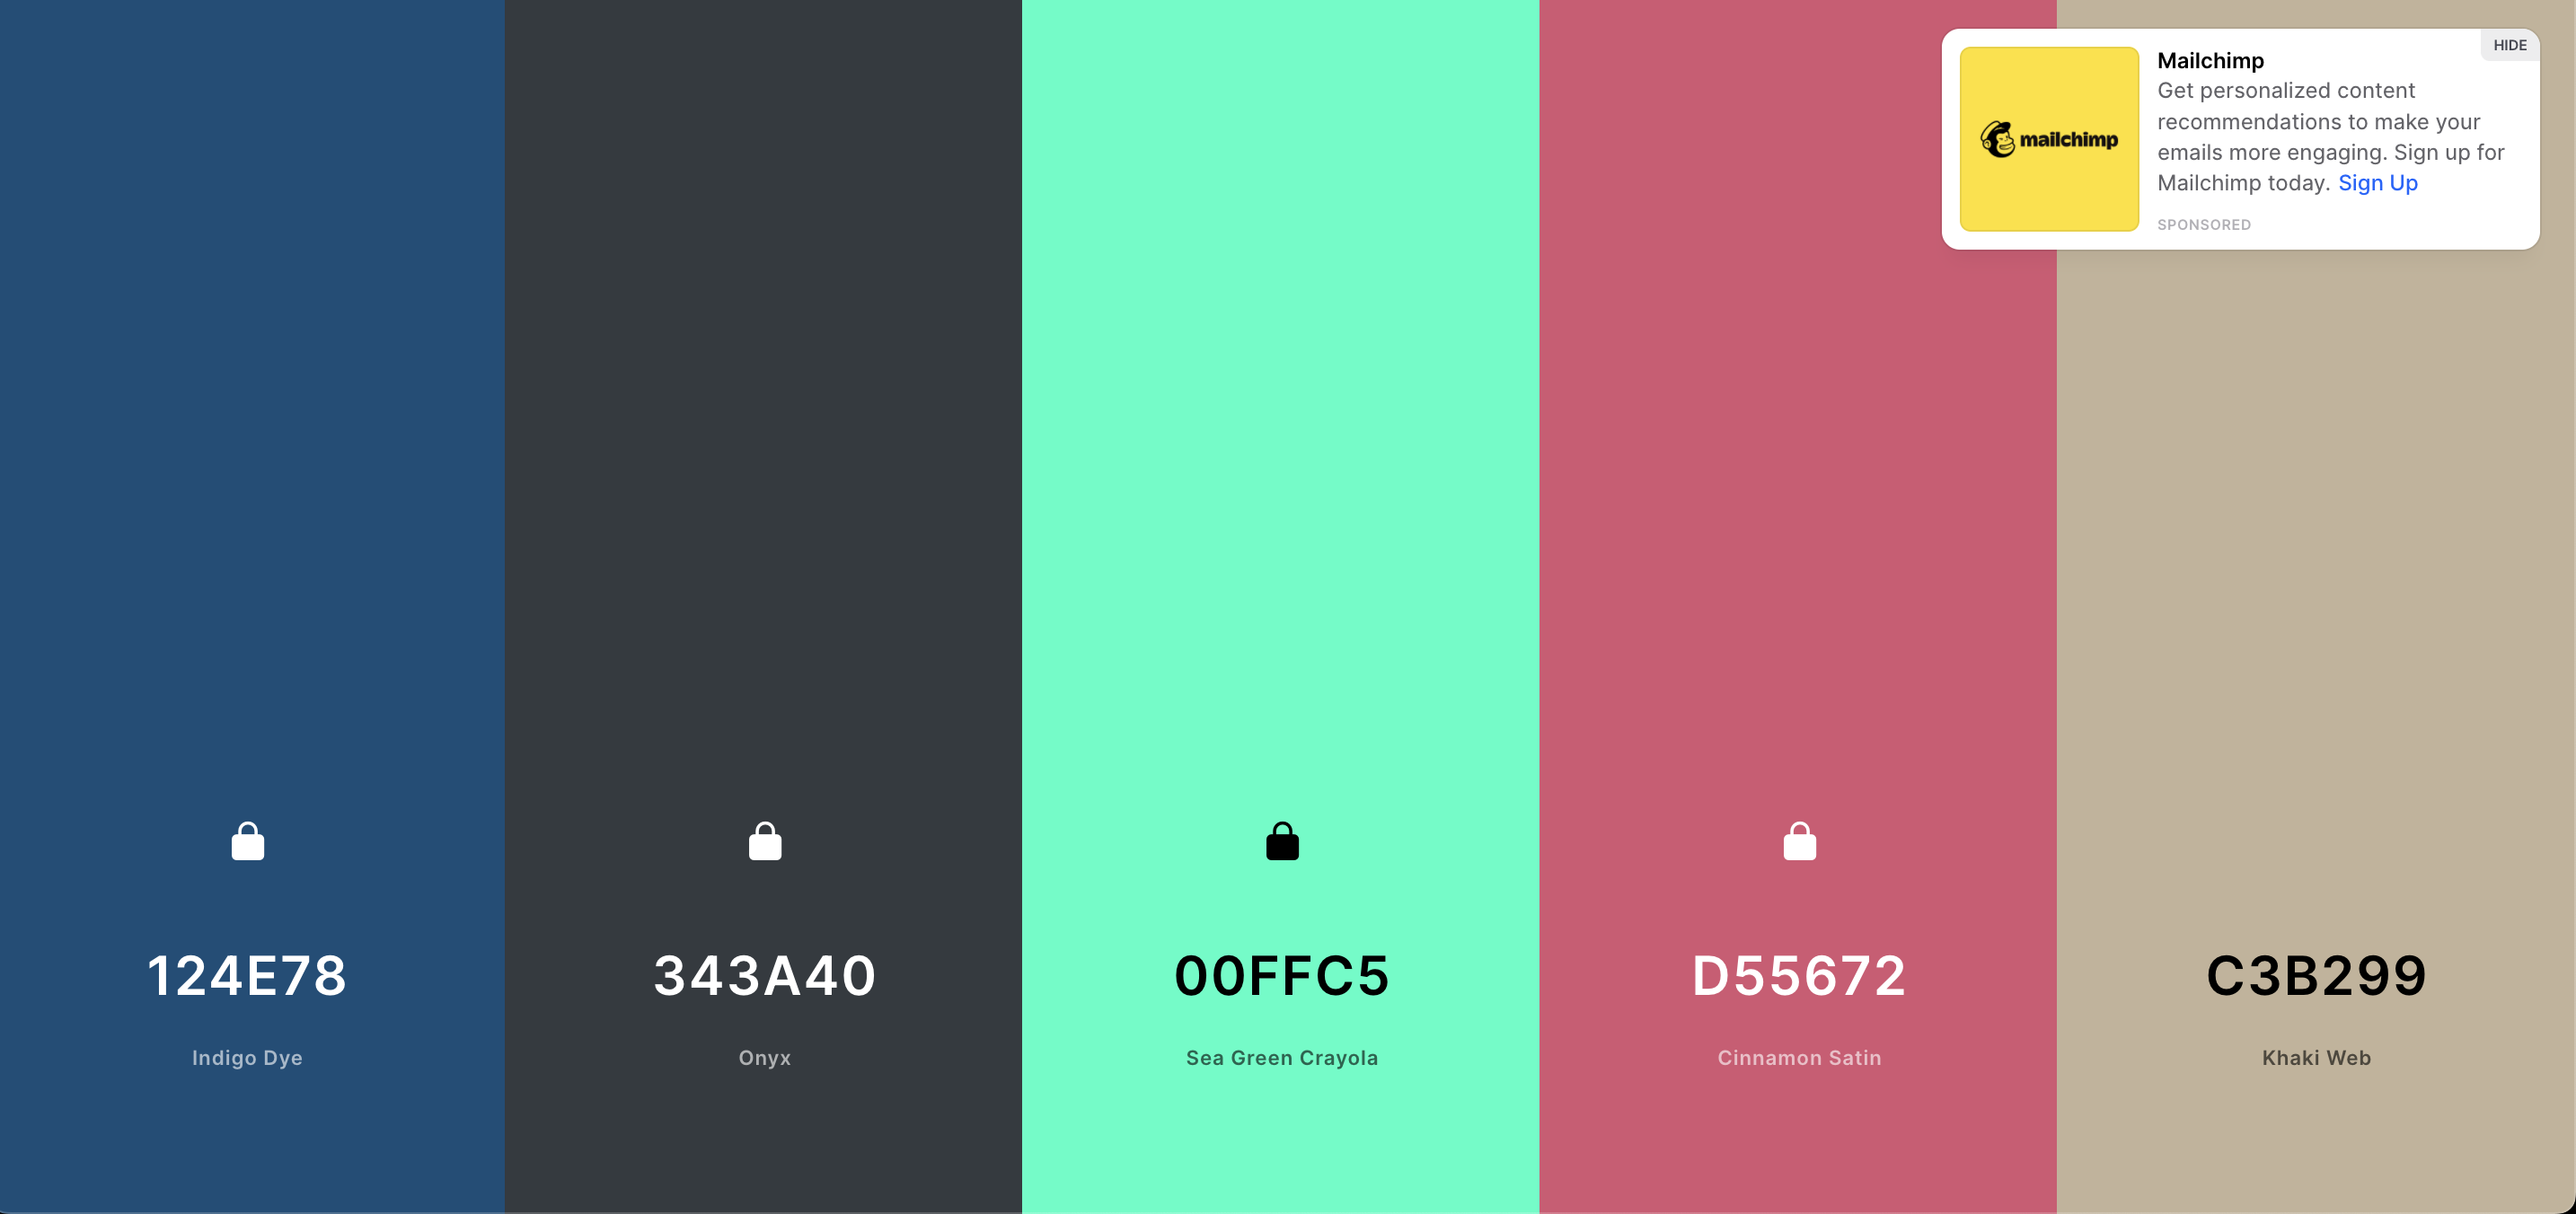 HIDE
Mailchimp
Get personalized content
recommendations to make your
emails more engaging. Sign up for
Mailchimp today. Sign Up
SPONSORED
mailchimp
124E78
343A40
00FFC5
D55672
C3B299
Indigo Dye
Onyx
Sea Green Crayola
Cinnamon Satin
Khaki Web